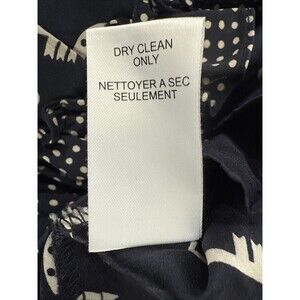 DRY CLEAN
ONLY
NETTOYER A SEC
SEULEMENT